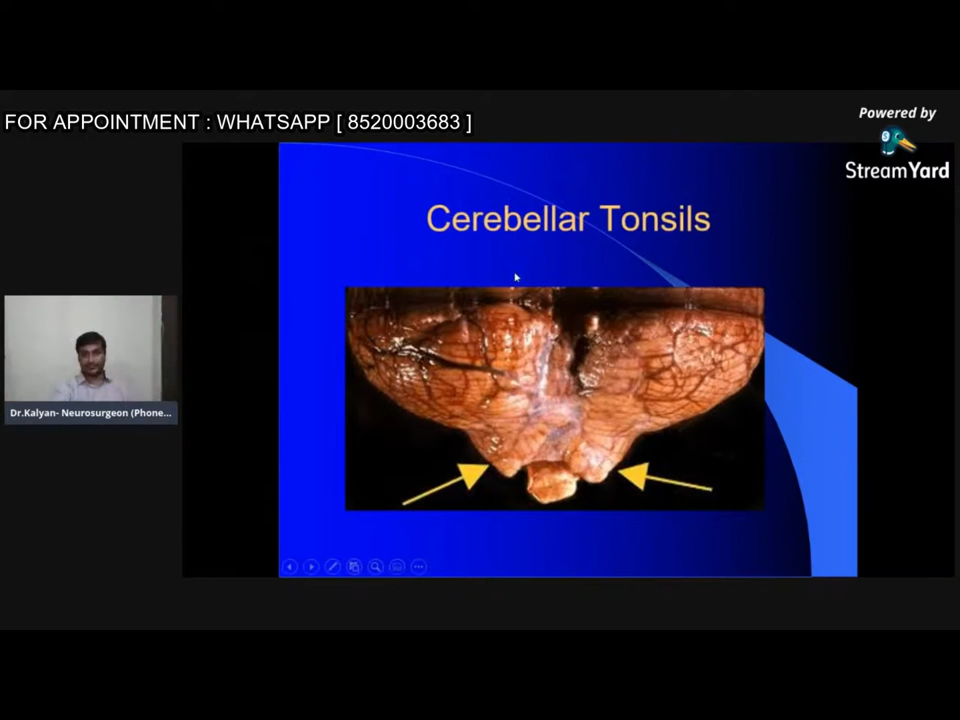 FOR APPOINTMENT : WHATSAPP [ 8520003683 ]
Powered by
StreamYard
Cerebellar Tonsils
Dr.Kalyan- Neurosurgeon (Phone...